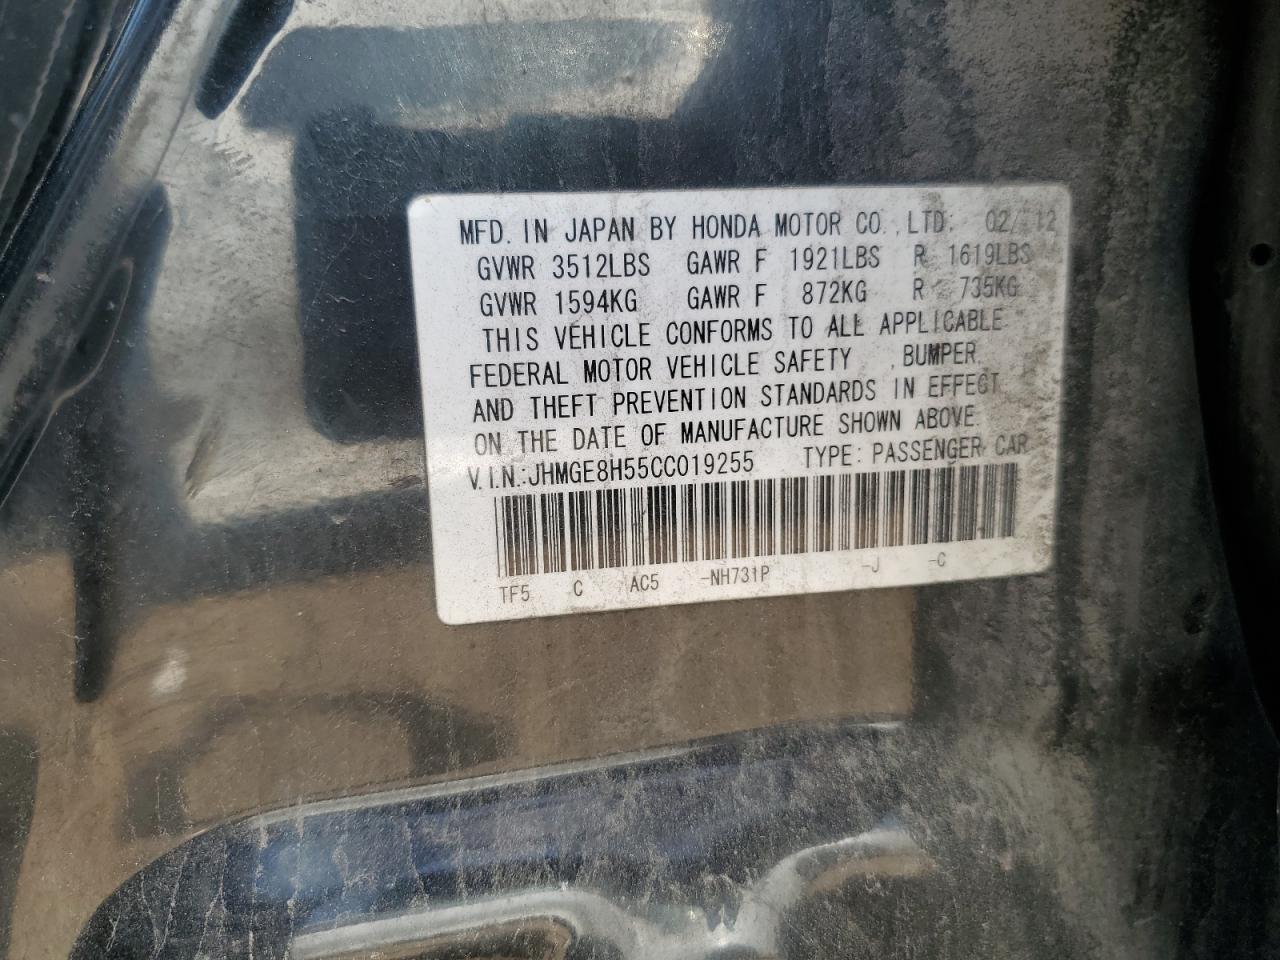 MFD. IN JAPAN BY HONDA MOTOR CO., LTD. 02/12
GVWR 3512LBS GAWR F 1921LBS R 1619LBS
GVWR 1594KG GAWR F 872KG R 735KG
THIS VEHICLE CONFORMS TO ALL APPLICABLE
FEDERAL MOTOR VEHICLE SAFETY , BUMPER,
AND THEFT PREVENTION STANDARDS IN EFFECT
ON THE DATE OF MANUFACTURE SHOWN ABOVE.
V.I.N.:JHMGE8H55CC019255 TYPE: PASSENGER CAR
TF5 C AC5 -NH731P -J -C